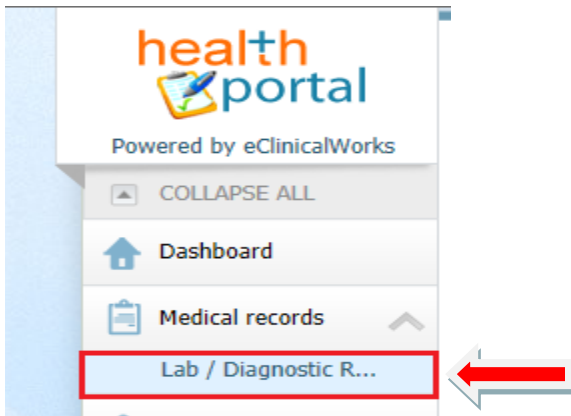 health
portal
Powered by eClinicalWorks
COLLAPSE ALL
Dashboard
Medical records
Lab / Diagnostic R...